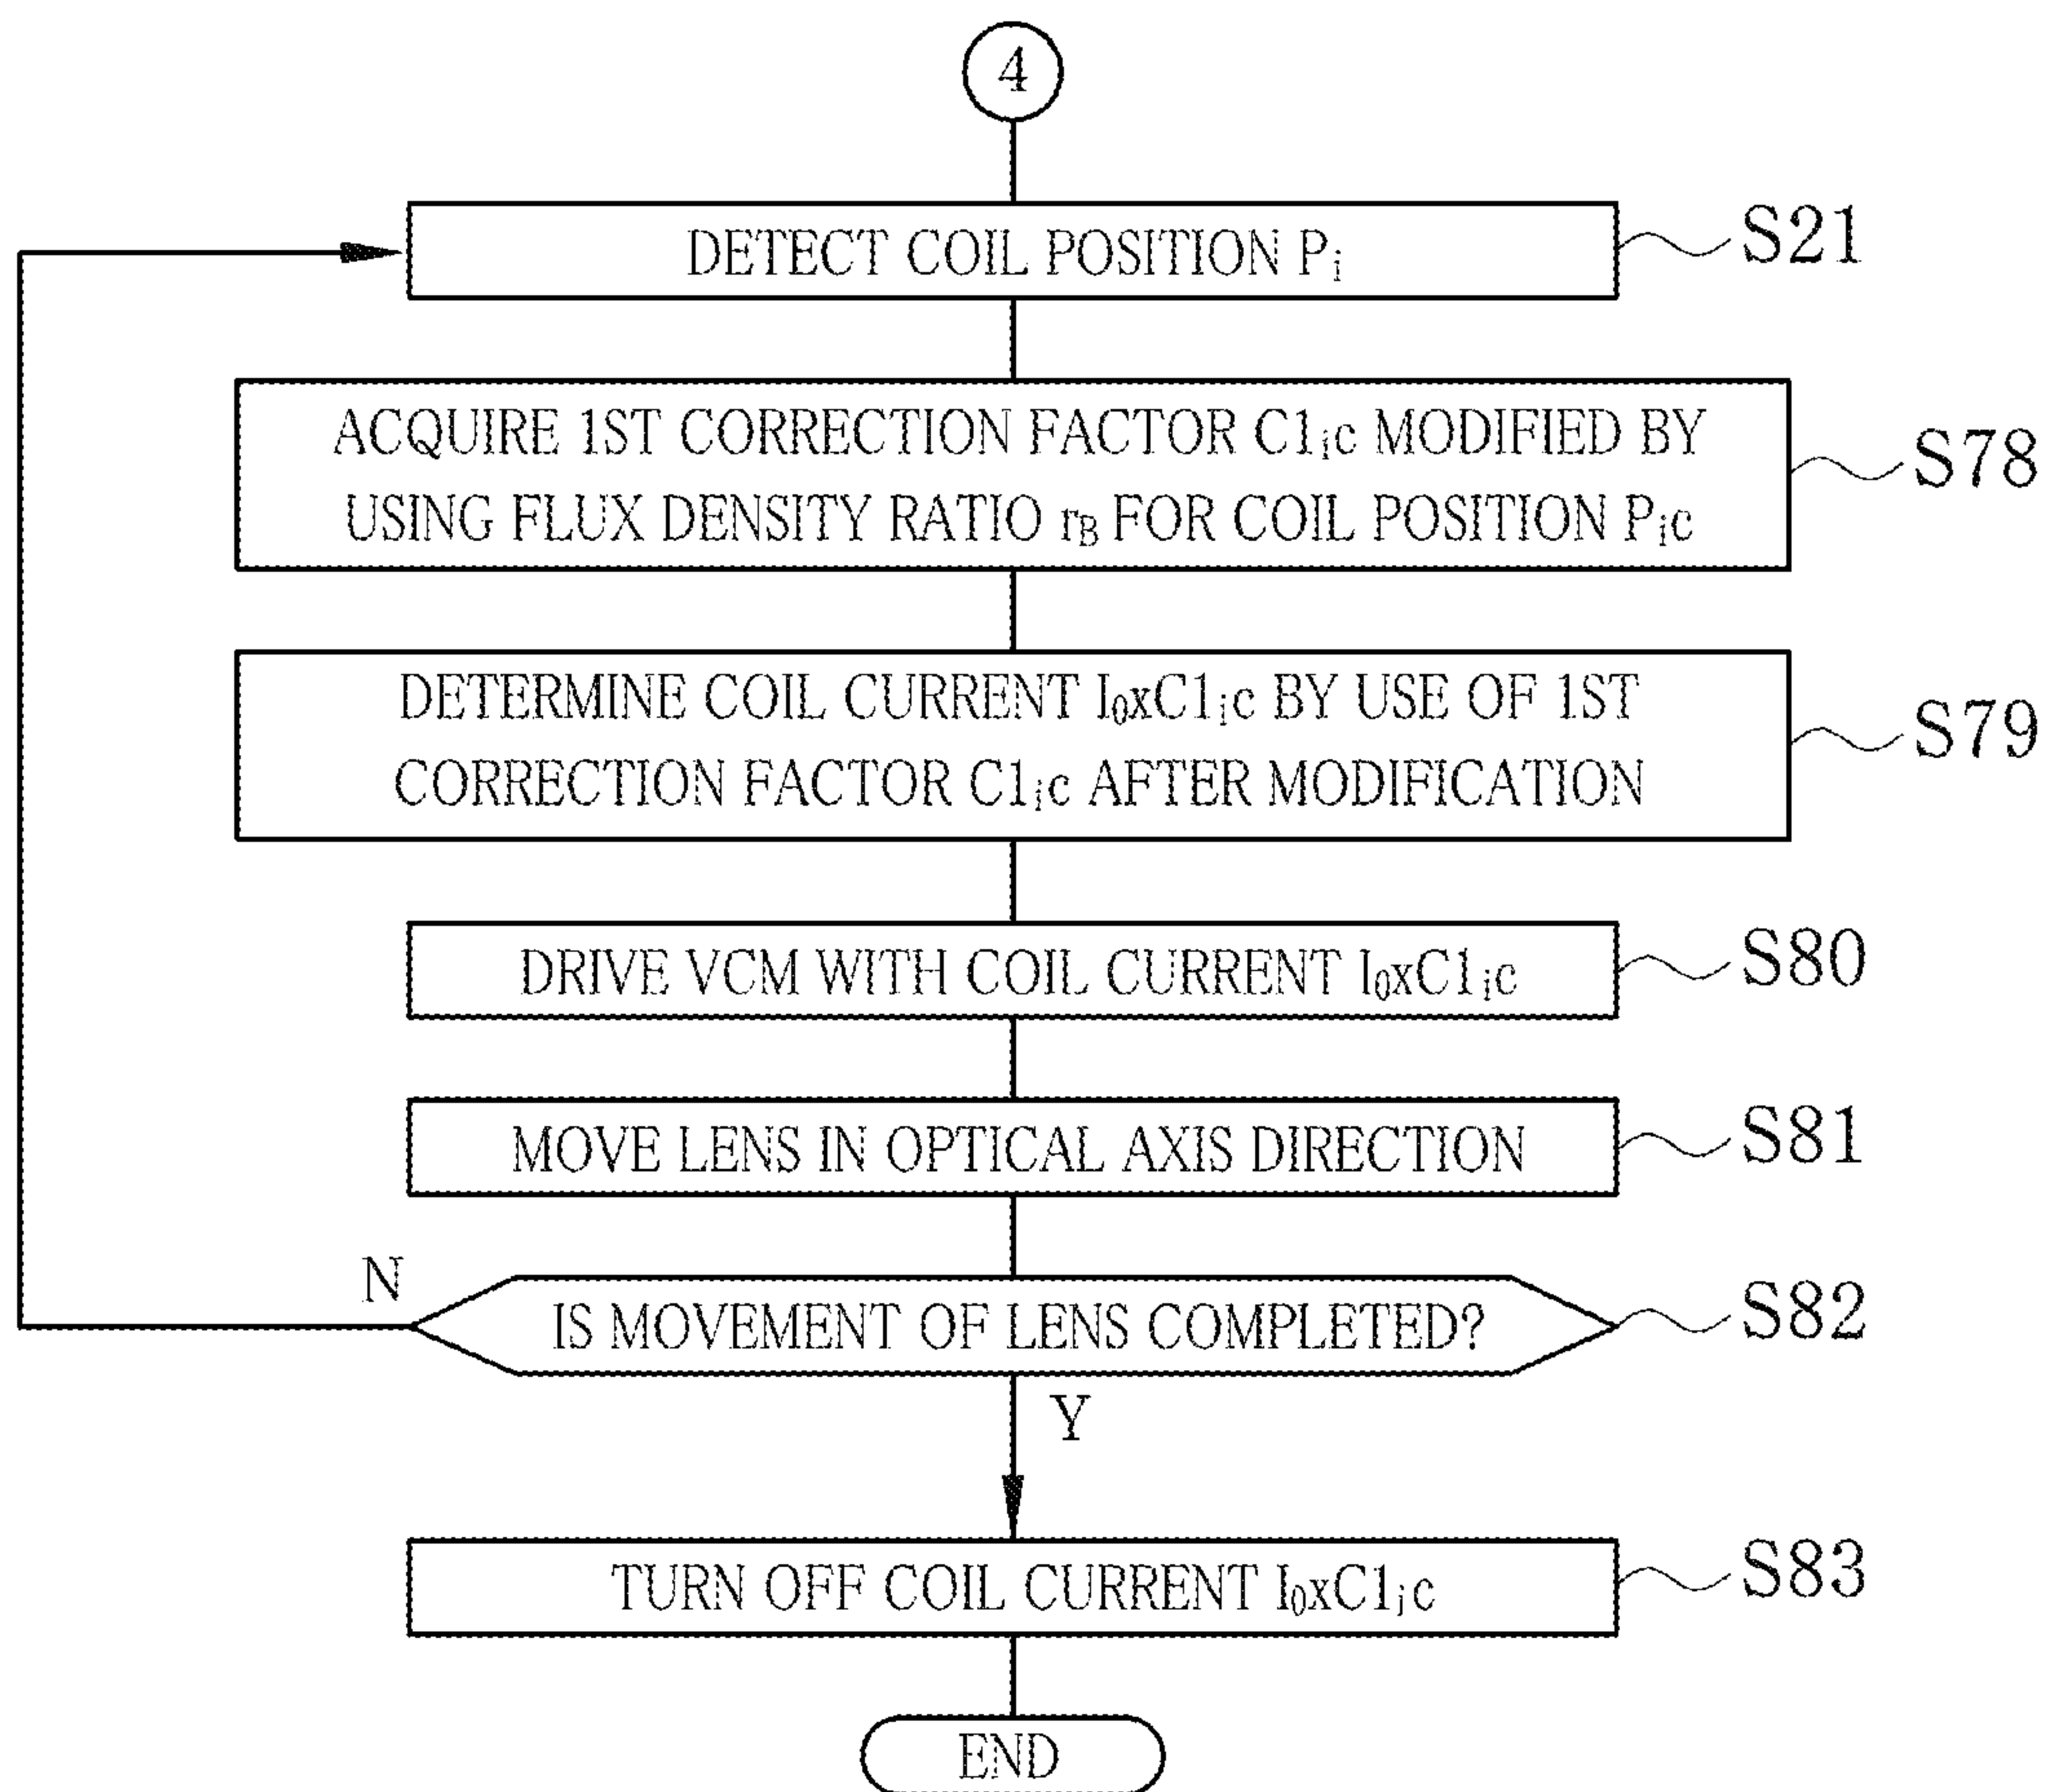 4
DETECT COIL POSITION Pᵢ
S21
ACQUIRE 1ST CORRECTION FACTOR C1ᵢc MODIFIED BY
USING FLUX DENSITY RATIO r_B FOR COIL POSITION Pᵢc
S78
DETERMINE COIL CURRENT I₀xC1ᵢc BY USE OF 1ST
CORRECTION FACTOR C1ᵢc AFTER MODIFICATION
S79
DRIVE VCM WITH COIL CURRENT I₀xC1ᵢc
S80
MOVE LENS IN OPTICAL AXIS DIRECTION
S81
N
IS MOVEMENT OF LENS COMPLETED?
S82
Y
TURN OFF COIL CURRENT I₀xC1ᵢc
S83
END